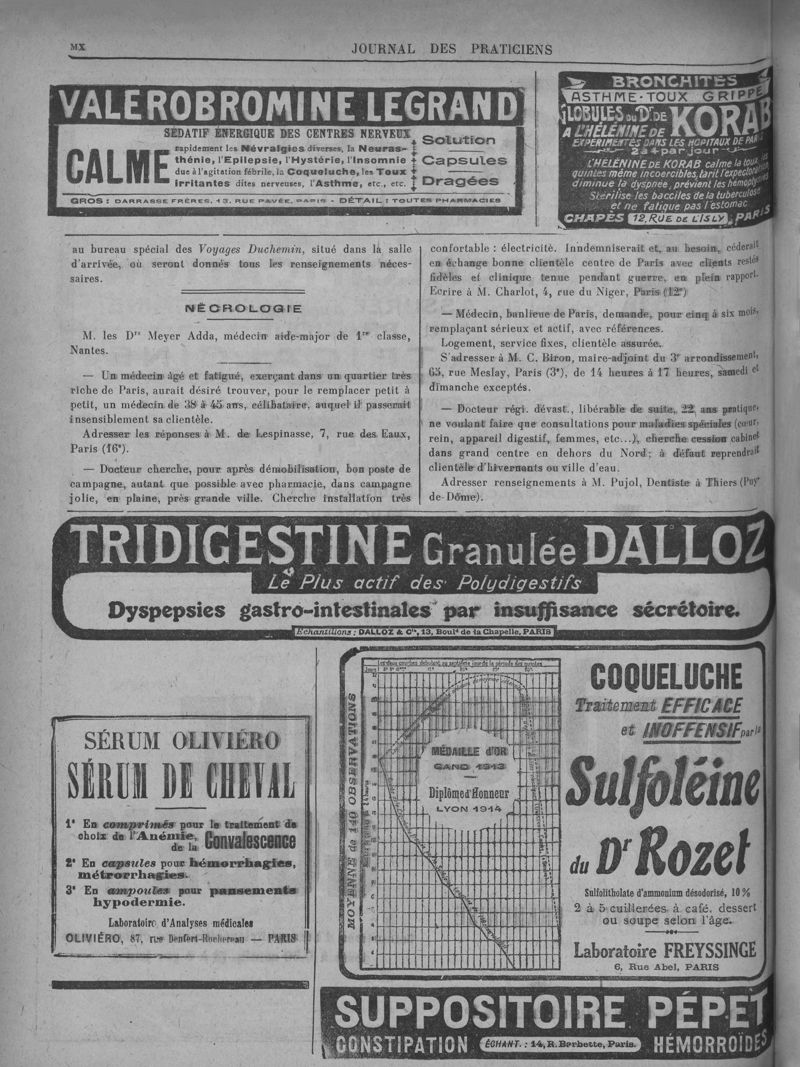 MX
JOURNAL DES PRATICIENS
VALEROBROMINE LEGRAND
SÉDATIF ÉNERGIQUE DES CENTRES NERVEUX
CALME
rapidement les Névralgies diverses, la Neuras-
thénie, l'Epilepsie, l'Hystérie, l'Insomnie
due à l'agitation fébrile, la Coqueluche, les Toux
irritantes dites nerveuses, l'Asthme, etc., etc.
Solution
Capsules
Dragées
GROS : DARRASSE FRÈRES, 13, RUE PAVÉE, PARIS - DÉTAIL : TOUTES PHARMACIES
BRONCHITES
ASTHME-TOUX GRIPPE
GLOBULES DU Dr DE
KORAB
A L'HÉLÉNINE DE
EXPÉRIMENTÉS DANS LES HOPITAUX DE PARIS
2 à 4 par jour
L'HÉLÉNINE DE KORAB calme la toux, les
quintes même incoercibles, tarit l'expectoration
diminue la dyspnée, prévient les hémoptysies
Stérilise les bacilles de la tuberculose
et ne fatigue pas l'estomac
CHAPÈS 12, RUE DE L'ISLY, PARIS
au bureau spécial des Voyages Duchemin, situé dans la salle
d'arrivée, où seront donnés tous les renseignements néces-
saires.
NÉCROLOGIE
M. les Drs Meyer Adda, médecin aide-major de 1re classe,
Nantes.
— Un médecin âgé et fatigué, exerçant dans un quartier très
riche de Paris, aurait désiré trouver, pour le remplacer petit à
petit, un médecin de 38 à 45 ans, célibataire, auquel il passerait
insensiblement sa clientèle.
Adresser les réponses à M. de Lespinasse, 7, rue des Eaux,
Paris (16e).
— Docteur cherche, pour après démobilisation, bon poste de
campagne, autant que possible avec pharmacie, dans campagne
jolie, en plaine, près grande ville. Cherche installation très
confortable : électricité. Inndemniserait et, au besoin, céderait
en échange bonne clientèle centre de Paris avec clients restés
fidèles et clinique tenue pendant guerre, en plein rapport.
Ecrire à M. Charlot, 4, rue du Niger, Paris (12e)
— Médecin, banlieue de Paris, demande, pour cinq à six mois,
remplaçant sérieux et actif, avec références.
Logement, service fixes, clientèle assurée.
S'adresser à M. C. Biron, maire-adjoint du 3e arrondissement,
65, rue Meslay, Paris (3e), de 14 heures à 17 heures, samedi et
dimanche exceptés.
— Docteur régi. dévast., libérable de suite, 22 ans pratique,
ne voulant faire que consultations pour maladies spéciales (cœur,
rein, appareil digestif, femmes, etc...), cherche cession cabinet
dans grand centre en dehors du Nord ; à défaut reprendrait
clientèle d'hivernants ou ville d'eau.
Adresser renseignements à M. Pujol, Dentiste à Thiers (Puy-
de-Dôme).
TRIDIGESTINE Granulée DALLOZ
Le Plus actif des Polydigestifs
Dyspepsies gastro-intestinales par insuffisance sécrétoire.
Échantillons : DALLOZ & Cie, 13, Bould de la Chapelle, PARIS
SÉRUM OLIVIÉRO
SÉRUM DE CHEVAL
1° En comprimés pour le traitement de
choix de l'Anémie,
de la Convalescence
2° En capsules pour hémorrhagies,
métrorrhagies.
3° En ampoules pour pansements
hypodermie.
Laboratoire d'Analyses médicales
OLIVIÉRO, 87, rue Denfert-Rochereau — PARIS
Les deux courbes débutent au septième jour de la période des quintes
MOYENNE de 140 OBSERVATIONS
MÉDAILLE d'OR
GAND 1913
Diplôme d'Honneur
LYON 1914
COQUELUCHE
Traitement EFFICACE
et INOFFENSIF par la
Sulfoléine
du Dr Rozet
Sulfolitholate d'ammonium désodorisé, 10 %
2 à 5 cuillerées à café, dessert
ou soupe selon l'âge.
Laboratoire FREYSSINGE
6, Rue Abel, PARIS
SUPPOSITOIRE PÉPET
CONSTIPATION
ÉCHANT. : 14, R. Barbette, Paris.
HÉMORROÏDES